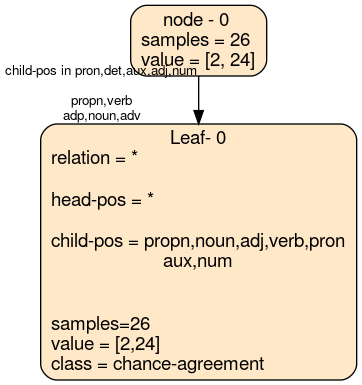 node - 0
samples = 26
value = [2, 24]
child-pos in pron,det,aux,adj,num
propn,verb
adp,noun,adv
Leaf- 0
relation = *
head-pos = *
child-pos = propn,noun,adj,verb,pron
aux,num
samples=26
value = [2,24]
class = chance-agreement